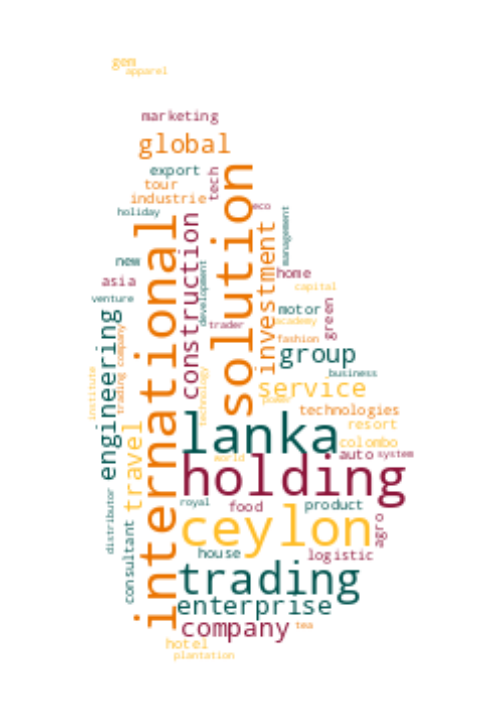 gem
apparel
marketing
global
export
tech
solution
tour
industrie
eco
holiday
international
construction
management
investment
new
development
home
asia
capital
venture
green
motor
engineering
trading company
trader
academy
fashion
group
institute
technology
business
service
travel
power
technologies
lanka
resort
colombo
auto
system
world
holding
distributor
royal
food
product
agro
consultant
ceylon
house
logistic
trading
enterprise
company
tea
hotel
plantation